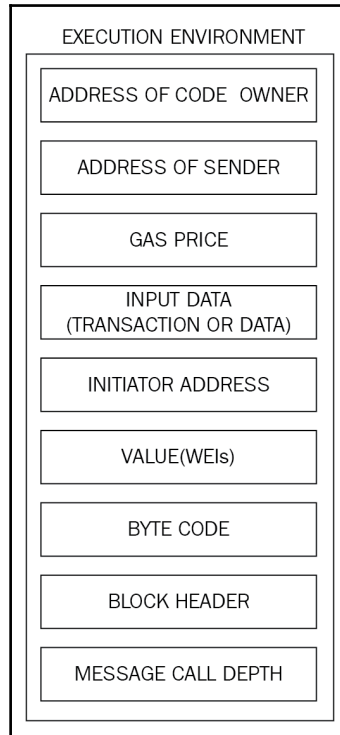 EXECUTION ENVIRONMENT
ADDRESS OF CODE OWNER
ADDRESS OF SENDER
GAS PRICE
INPUT DATA
(TRANSACTION OR DATA)
INITIATOR ADDRESS
VALUE(WEIs)
BYTE CODE
BLOCK HEADER
MESSAGE CALL DEPTH